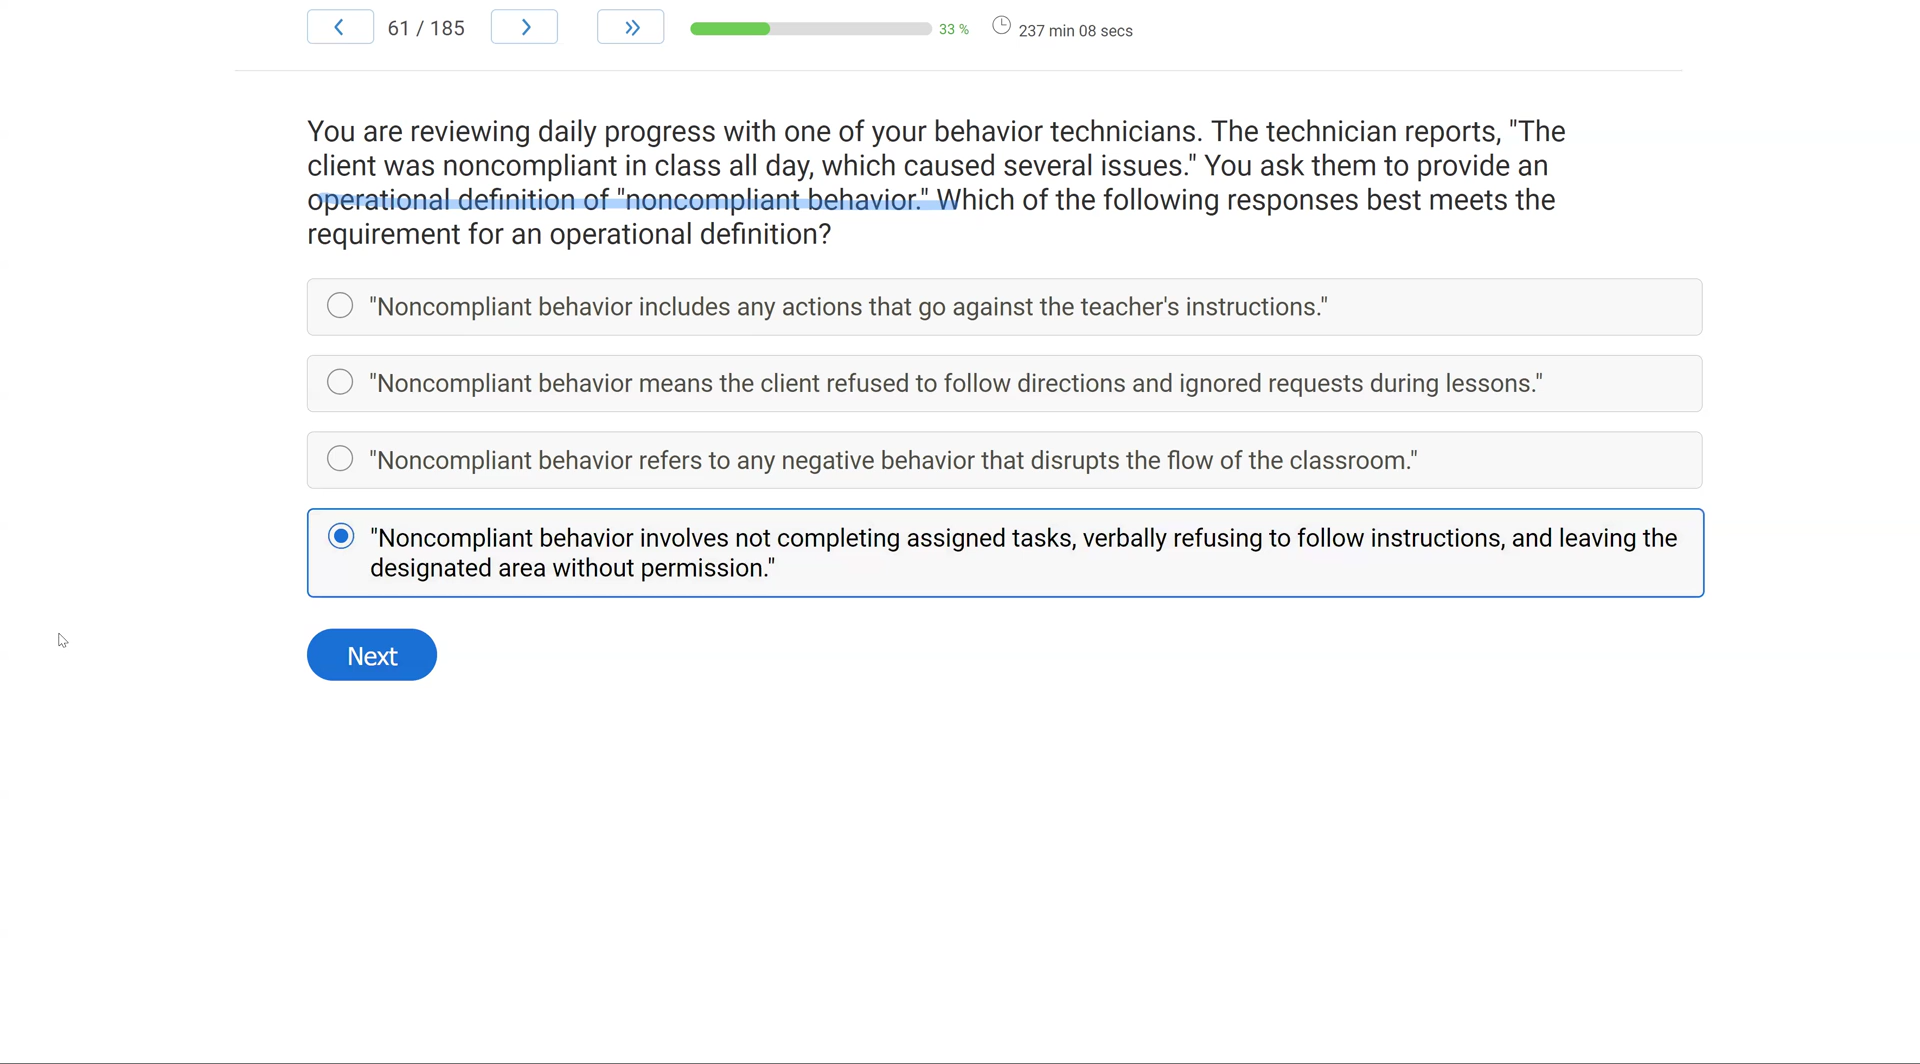 61 / 185
33 %
237 min 08 secs
You are reviewing daily progress with one of your behavior technicians. The technician reports, "The
client was noncompliant in class all day, which caused several issues." You ask them to provide an
operational definition of "noncompliant behavior." Which of the following responses best meets the
requirement for an operational definition?
"Noncompliant behavior includes any actions that go against the teacher's instructions."
"Noncompliant behavior means the client refused to follow directions and ignored requests during lessons."
"Noncompliant behavior refers to any negative behavior that disrupts the flow of the classroom."
"Noncompliant behavior involves not completing assigned tasks, verbally refusing to follow instructions, and leaving the
designated area without permission."
Next